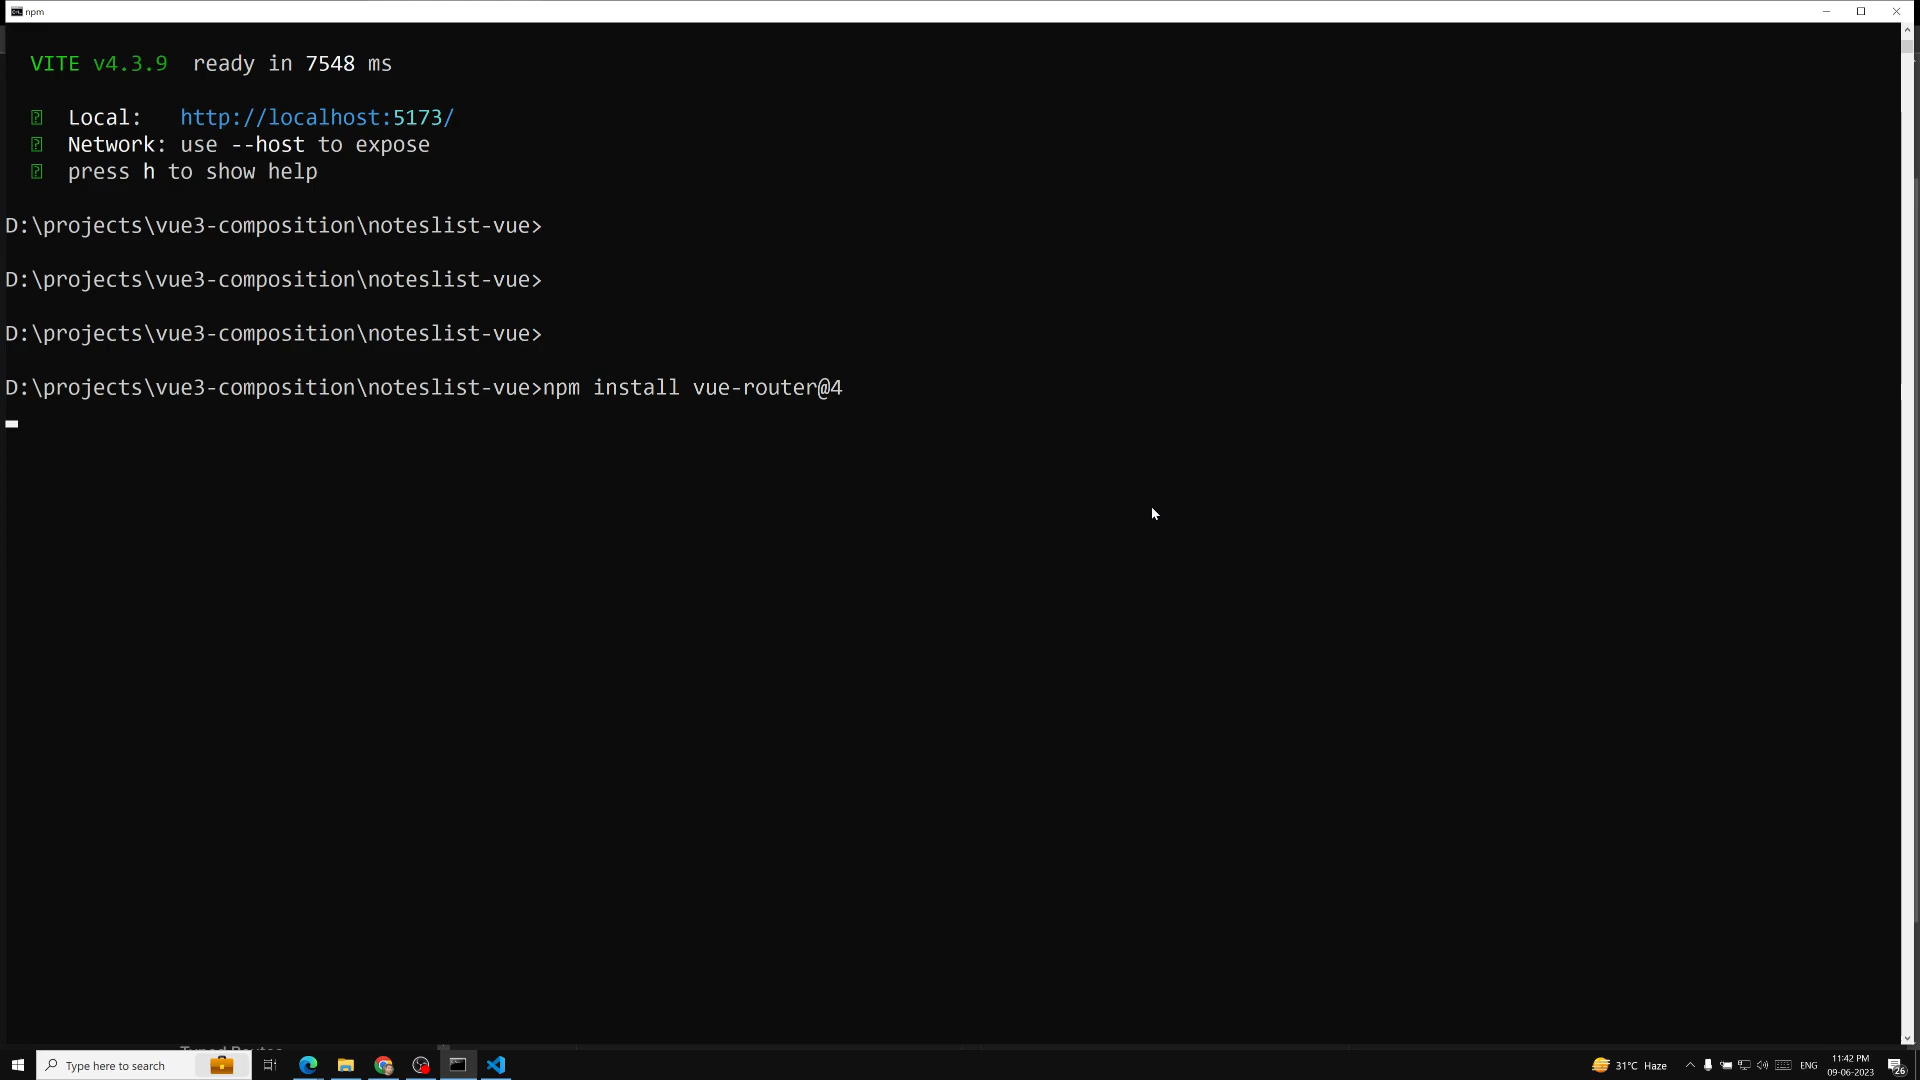 npm
VITE v4.3.9 ready in 7548 ms
Local: http://localhost:5173/
Network: use --host to expose
press h to show help
D:\projects\vue3-composition\noteslist-vue>
D:\projects\vue3-composition\noteslist-vue>
D:\projects\vue3-composition\noteslist-vue>
D:\projects\vue3-composition\noteslist-vue>npm install vue-router@4
Type here to search
31°C Haze
ENG
11:42 PM
09-06-2023
26